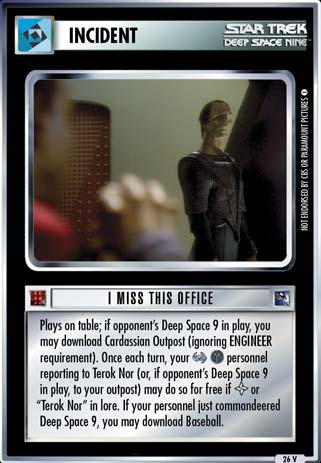 INCIDENT
STAR TREK
DEEP SPACE NINE
NOT ENDORSED BY CBS OR PARAMOUNT PICTURES
I MISS THIS OFFICE
Plays on table; if opponent's Deep Space 9 in play, you
may download Cardassian Outpost (ignoring ENGINEER
requirement). Once each turn, your personnel
reporting to Terok Nor (or, if opponent's Deep Space 9
in play, to your outpost) may do so for free if or
"Terok Nor" in lore. If your personnel just commandeered
Deep Space 9, you may download Baseball.
26 V